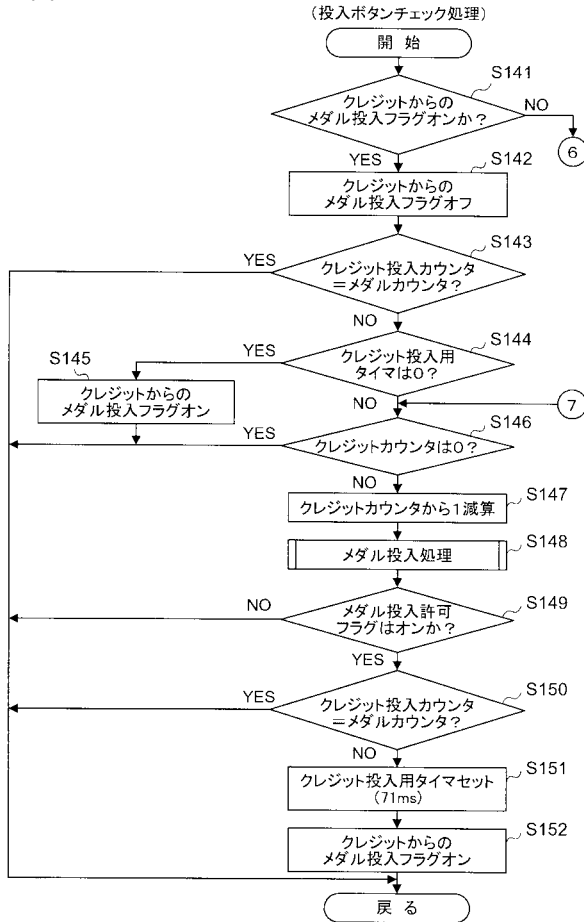 (投入ボタンチェック処理)
開 始
S141
クレジットからの
メダル投入フラグオンか？
NO
6
YES
S142
クレジットからの
メダル投入フラグオフ
S143
YES
クレジット投入カウンタ
＝メダルカウンタ？
NO
S144
S145
YES
クレジット投入用
タイマは0？
クレジットからの
メダル投入フラグオン
NO
7
S146
YES
クレジットカウンタは0？
NO
S147
クレジットカウンタから1減算
S148
メダル投入処理
S149
NO
メダル投入許可
フラグはオンか？
YES
S150
YES
クレジット投入カウンタ
＝メダルカウンタ？
NO
S151
クレジット投入用タイマセット
(71ms)
S152
クレジットからの
メダル投入フラグオン
戻 る